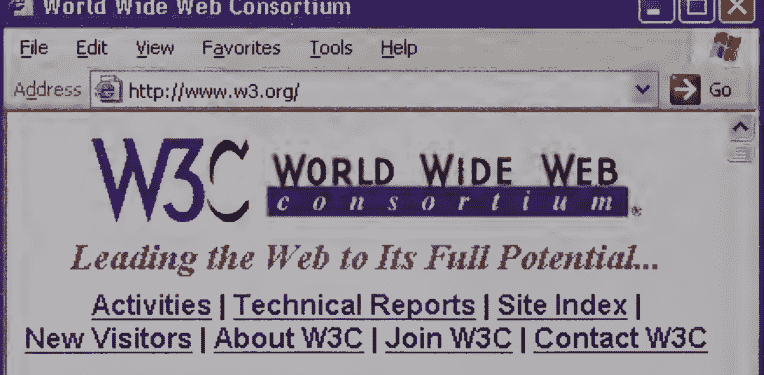 World Wide Web Consortium
File Edit View Favorites Tools Help
Address http://www.w3.org/ Go
W3C WORLD WIDE WEB
consortium®
Leading the Web to Its Full Potential...
Activities | Technical Reports | Site Index |
New Visitors | About W3C | Join W3C | Contact W3C